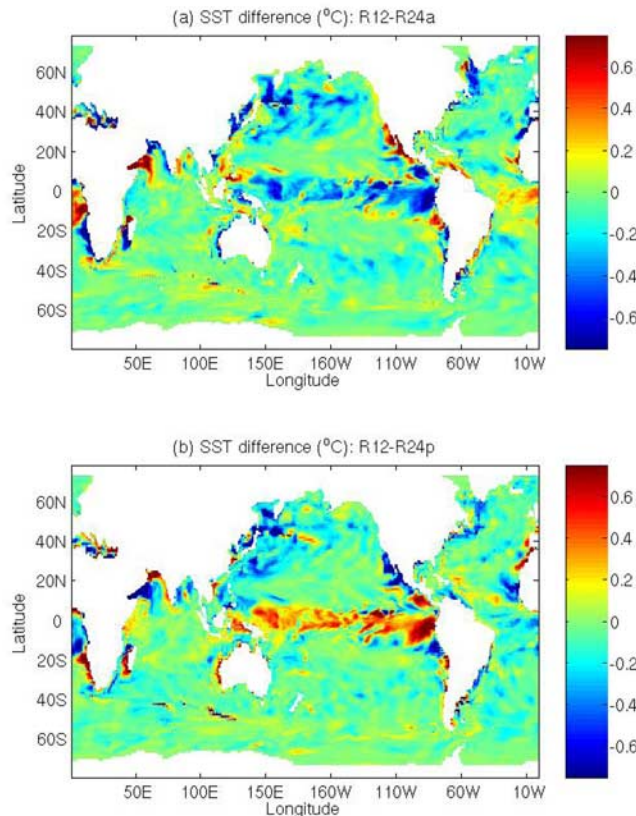 (a) SST difference (°C): R12-R24a
60N
40N
20N
0
20S
40S
60S
Latitude
50E 100E 150E 160W 110W 60W 10W
Longitude
0.6
0.4
0.2
0
-0.2
-0.4
-0.6
(b) SST difference (°C): R12-R24p
60N
40N
20N
0
20S
40S
60S
Latitude
50E 100E 150E 160W 110W 60W 10W
Longitude
0.6
0.4
0.2
0
-0.2
-0.4
-0.6